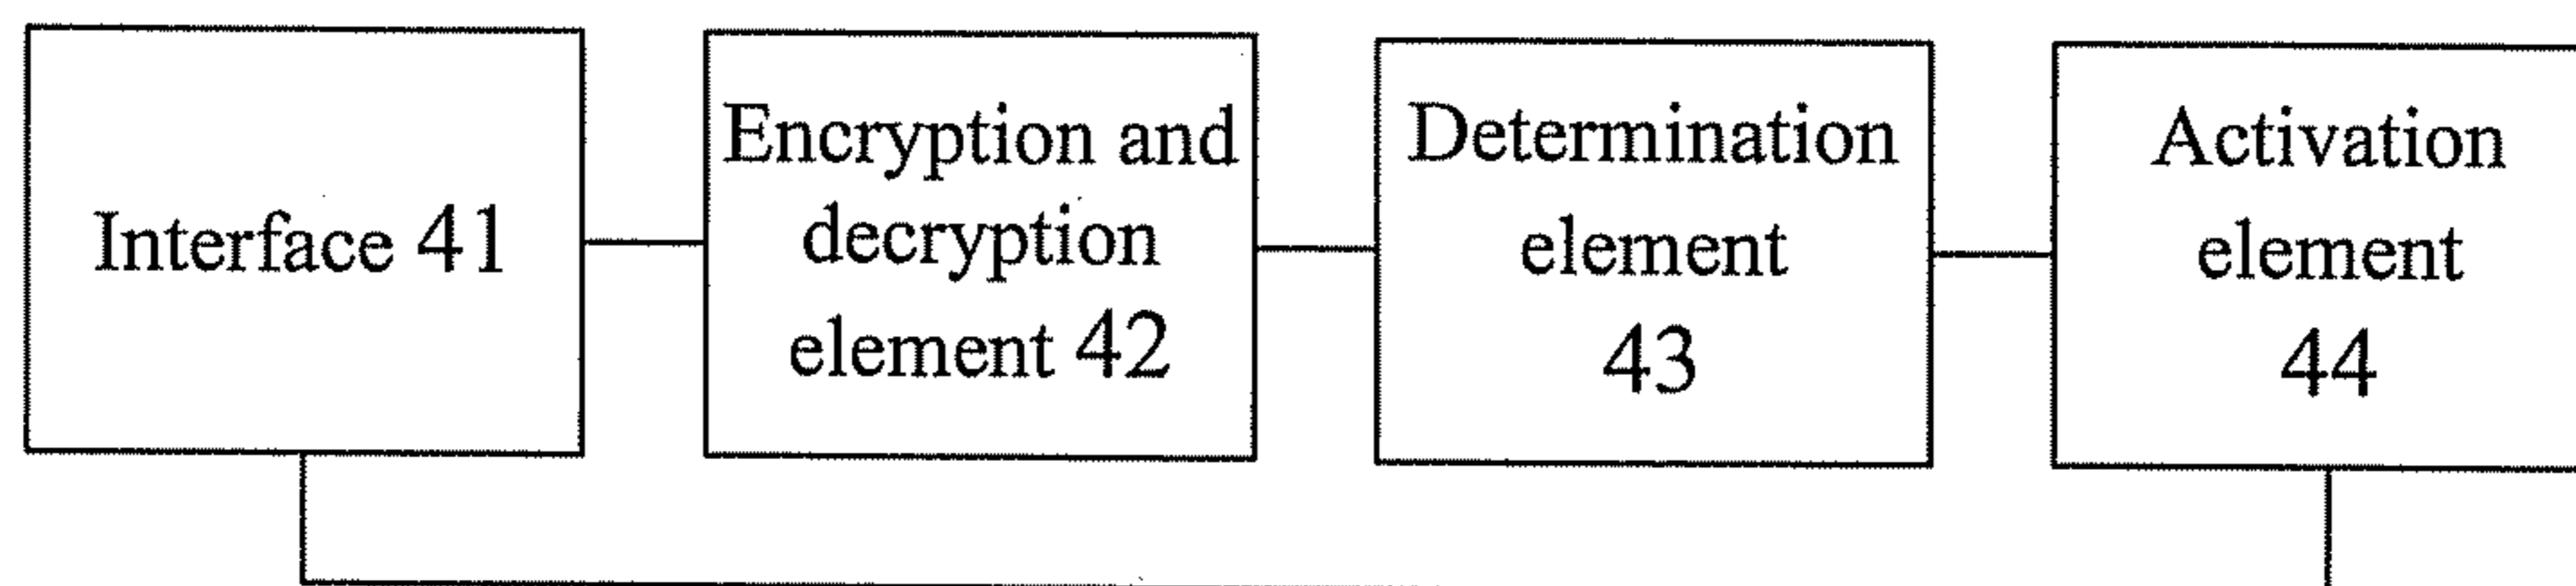 Interface 41
Encryption and
decryption
element 42
Determination
element
43
Activation
element
44